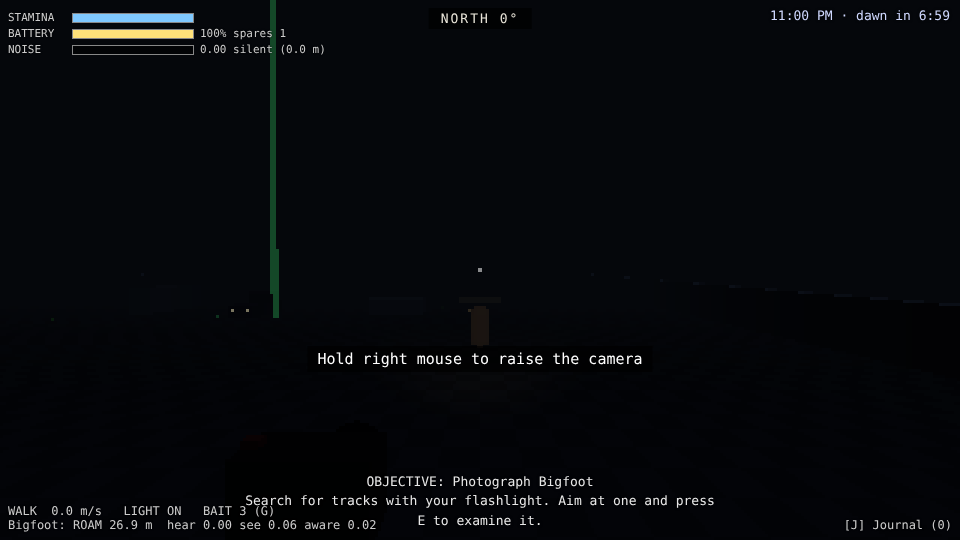 STAMINA
BATTERY 100% spares 1
NOISE 0.00 silent (0.0 m)
NORTH 0°
11:00 PM · dawn in 6:59
Hold right mouse to raise the camera
OBJECTIVE: Photograph Bigfoot
Search for tracks with your flashlight. Aim at one and press
E to examine it.
WALK 0.0 m/s LIGHT ON BAIT 3 (G)
Bigfoot: ROAM 26.9 m hear 0.00 see 0.06 aware 0.02
[J] Journal (0)